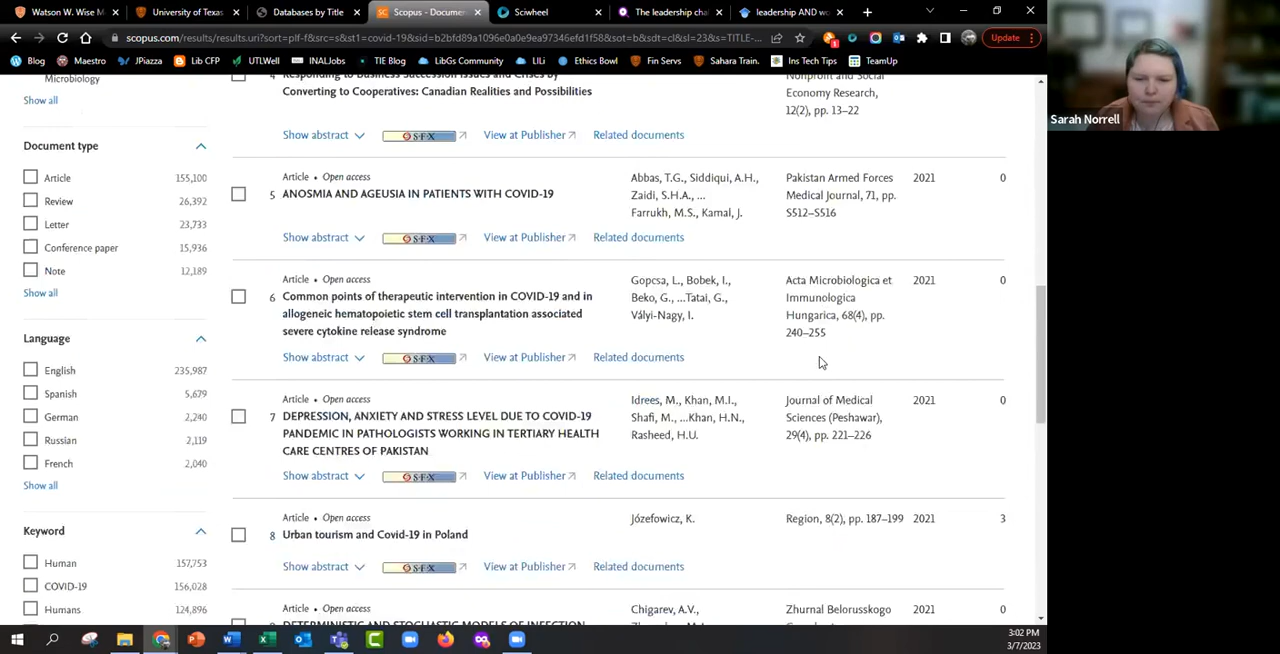 Watson W. Wise M
University of Texas
Databases by Title
Scopus - Documen
Sciwheel
The leadership cha
leadership AND wo
scopus.com/results/results.uri?sort=plf-f&src=s&st1=covid-19&sid=b2bfd89a1096e0a0e9ea97346efd1f58&sot=b&sdt=cl&sl=23&s=TITLE-
Update
Blog
Maestro
JPiazza
Lib CFP
UTLWell
INALJobs
TIE Blog
LibGs Community
LILi
Ethics Bowl
Fin Servs
Sahara Train.
Ins Tech Tips
TeamUp
Microbiology
Show all
Document type
Article 155,100
Review 26,392
Letter 23,733
Conference paper 15,936
Note 12,189
Show all
Language
English 235,987
Spanish 5,679
German 2,240
Russian 2,119
French 2,040
Show all
Keyword
Human 157,753
COVID-19 156,028
Humans 124,896
4 Responding to Business Succession Issues and Crises by
Converting to Cooperatives: Canadian Realities and Possibilities
Nonprofit and Social
Economy Research,
12(2), pp. 13–22
Show abstract S·F·X View at Publisher Related documents
Article • Open access
5 ANOSMIA AND AGEUSIA IN PATIENTS WITH COVID-19
Abbas, T.G., Siddiqui, A.H.,
Zaidi, S.H.A., ...
Farrukh, M.S., Kamal, J.
Pakistan Armed Forces
Medical Journal, 71, pp.
S512–S516
2021
0
Show abstract S·F·X View at Publisher Related documents
Article • Open access
6 Common points of therapeutic intervention in COVID-19 and in
allogeneic hematopoietic stem cell transplantation associated
severe cytokine release syndrome
Gopcsa, L., Bobek, I.,
Beko, G., ...Tatai, G.,
Vályi-Nagy, I.
Acta Microbiologica et
Immunologica
Hungarica, 68(4), pp.
240–255
2021
0
Show abstract S·F·X View at Publisher Related documents
Article • Open access
7 DEPRESSION, ANXIETY AND STRESS LEVEL DUE TO COVID-19
PANDEMIC IN PATHOLOGISTS WORKING IN TERTIARY HEALTH
CARE CENTRES OF PAKISTAN
Idrees, M., Khan, M.I.,
Shafi, M., ...Khan, H.N.,
Rasheed, H.U.
Journal of Medical
Sciences (Peshawar),
29(4), pp. 221–226
2021
0
Show abstract S·F·X View at Publisher Related documents
Article • Open access
8 Urban tourism and Covid-19 in Poland
Józefowicz, K.
Region, 8(2), pp. 187–199
2021
3
Show abstract S·F·X View at Publisher Related documents
Article • Open access
DETERMINISTIC AND STOCHASTIC MODELS OF INFECTION
Chigarev, A.V.,
Zhurnal Belorusskogo
2021
0
Sarah Norrell
3:02 PM
3/7/2023